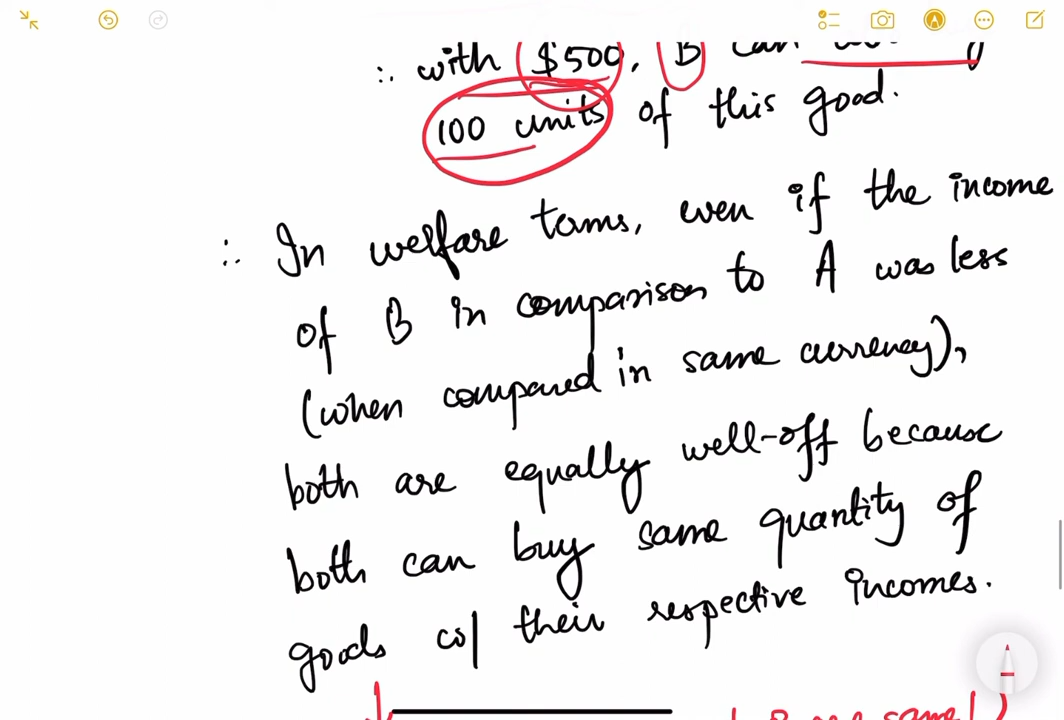 ∴ with $500, B can
100 units of this good.
∴ In welfare terms, even if the income
of B in comparison to A was less
(when compared in same currency),
both are equally well-off because
both can buy same quantity of
goods w/ their respective incomes.
B are same